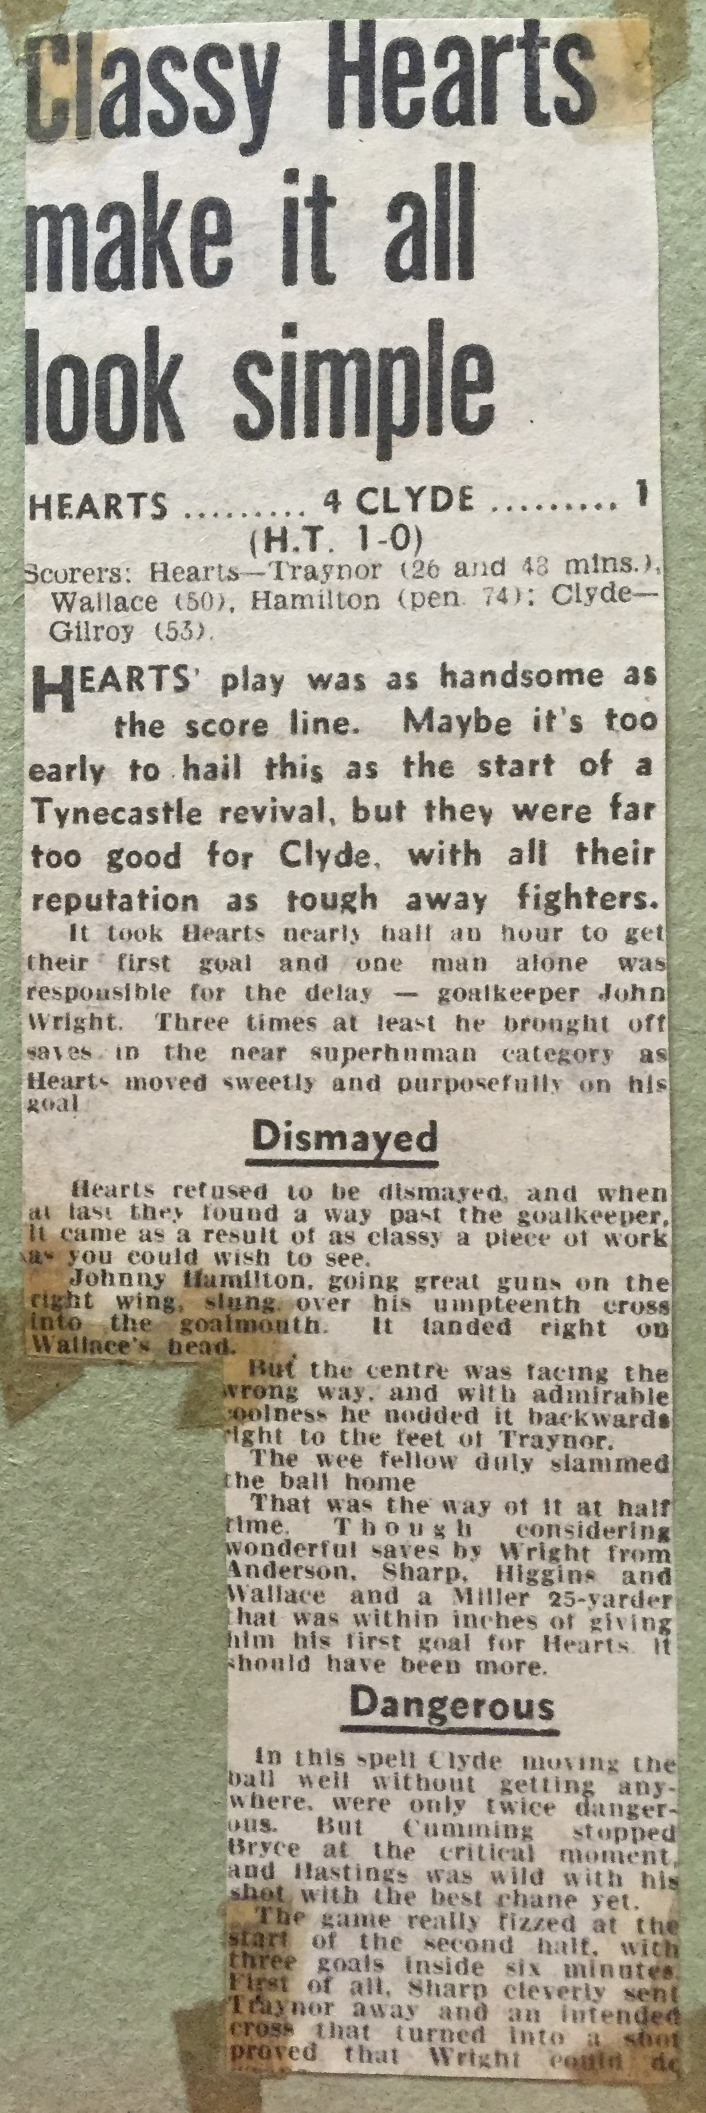 Classy Hearts
make it all
look simple
HEARTS ......... 4 CLYDE ......... 1
(H.T. 1-0)
Scorers: Hearts—Traynor (26 and 48 mins.),
Wallace (50), Hamilton (pen. 74); Clyde—
Gilroy (53).
HEARTS' play was as handsome as
the score line. Maybe it's too
early to hail this as the start of a
Tynecastle revival, but they were far
too good for Clyde, with all their
reputation as tough away fighters.
It took Hearts nearly half an hour to get
their first goal and one man alone was
responsible for the delay — goalkeeper John
Wright. Three times at least he brought off
saves in the near superhuman category as
Hearts moved sweetly and purposefully on his
goal
Dismayed
Hearts refused to be dismayed, and when
at last they found a way past the goalkeeper,
it came as a result of as classy a piece of work
as you could wish to see.
Johnny Hamilton, going great guns on the
right wing, slung over his umpteenth cross
into the goalmouth. It landed right on
Wallace's head.
But the centre was facing the
wrong way, and with admirable
coolness he nodded it backwards
right to the feet of Traynor.
The wee fellow duly slammed
the ball home
That was the way of it at half
time. Though considering
wonderful saves by Wright from
Anderson, Sharp, Higgins and
Wallace and a Miller 25-yarder
that was within inches of giving
him his first goal for Hearts it
should have been more.
Dangerous
In this spell Clyde moving the
ball well without getting any-
where, were only twice danger-
ous. But Cumming stopped
Bryce at the critical moment,
and Hastings was wild with his
shot with the best chane yet.
The game really fizzed at the
start of the second half, with
three goals inside six minutes.
First of all, Sharp cleverly sent
Traynor away and an intended
cross that turned into a shot
proved that Wright could do